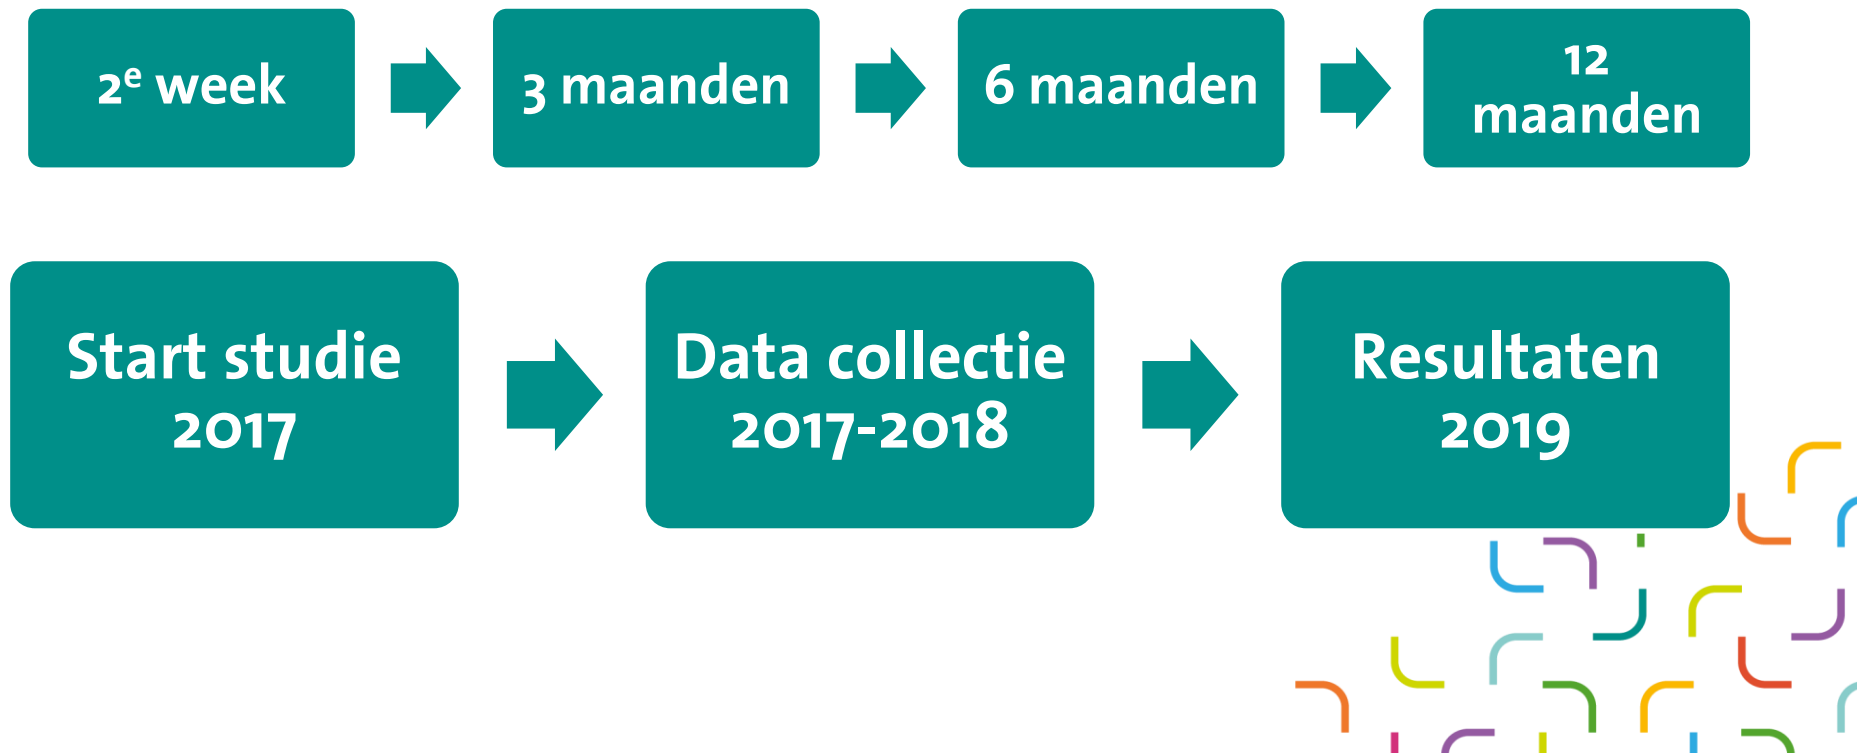 2e week
3 maanden
6 maanden
12
maanden
Start studie
2017
Data collectie
2017-2018
Resultaten
2019